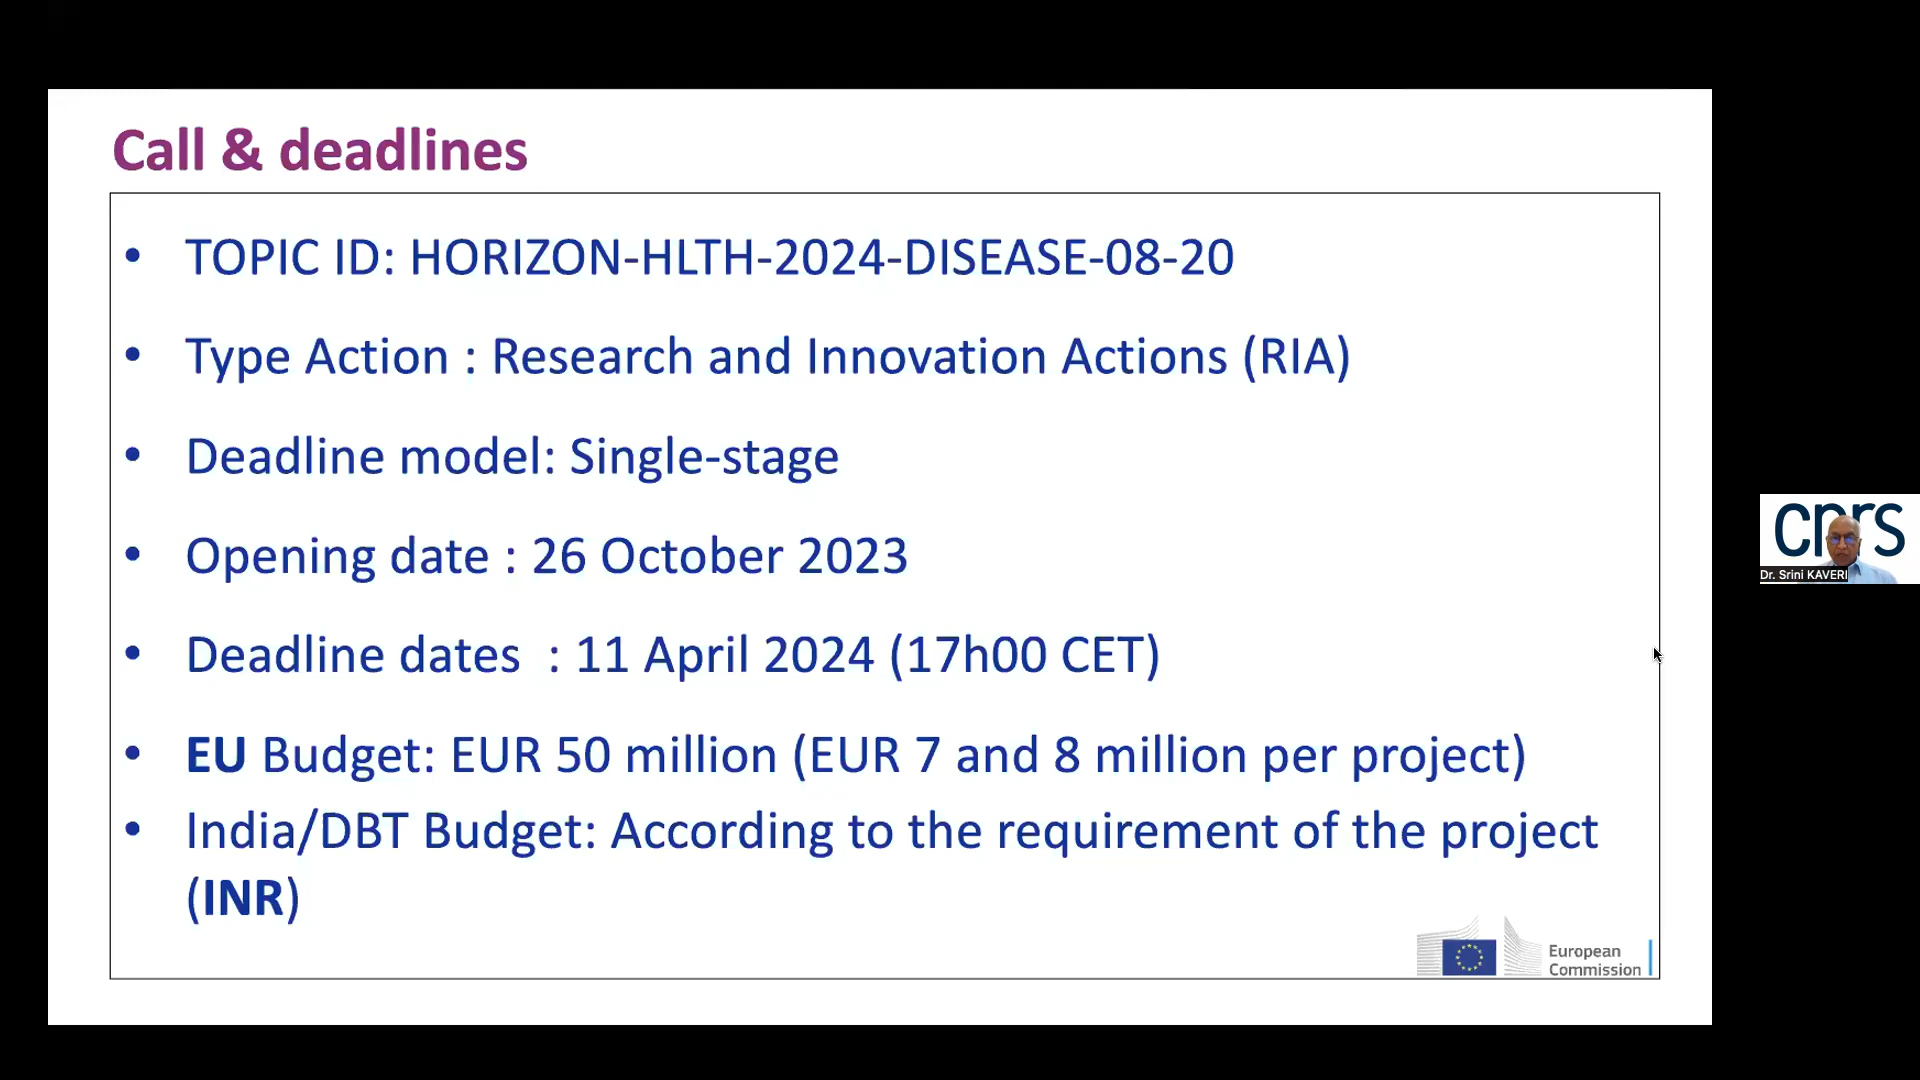 Call & deadlines
• TOPIC ID: HORIZON-HLTH-2024-DISEASE-08-20
• Type Action : Research and Innovation Actions (RIA)
• Deadline model: Single-stage
• Opening date : 26 October 2023
• Deadline dates : 11 April 2024 (17h00 CET)
• EU Budget: EUR 50 million (EUR 7 and 8 million per project)
• India/DBT Budget: According to the requirement of the project
(INR)
European
Commission
cnrs
Dr. Srini KAVERI